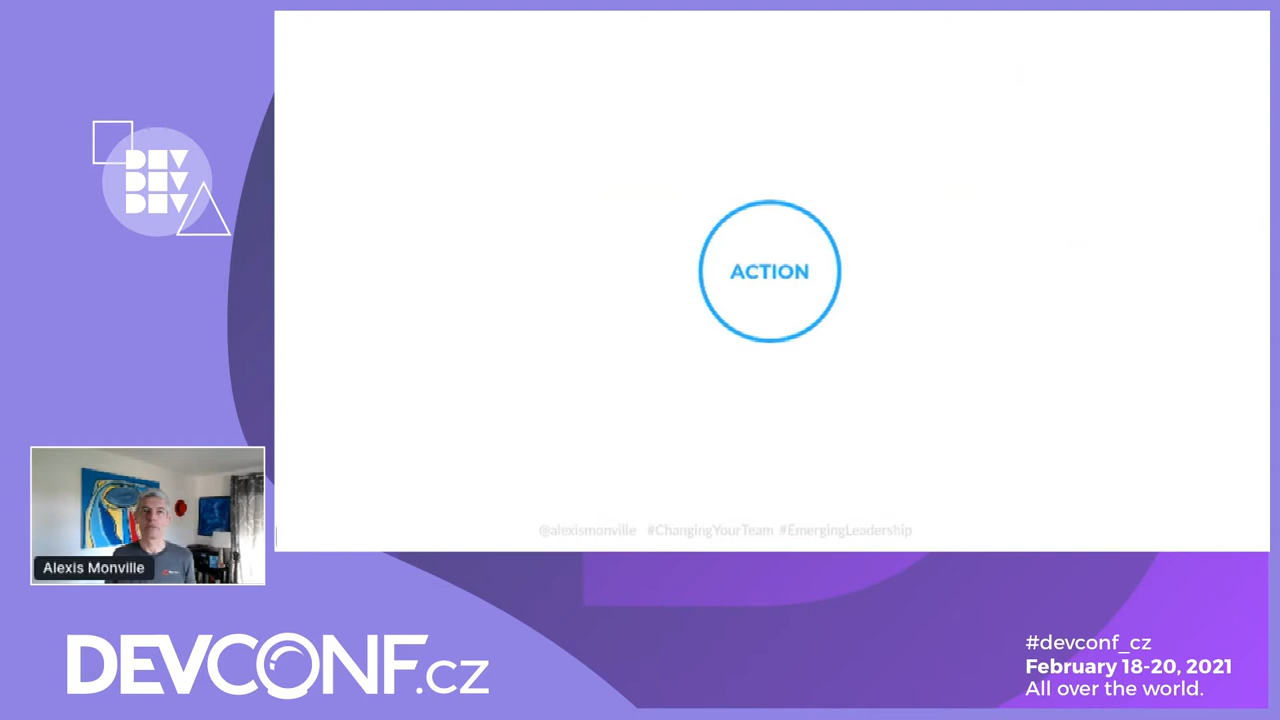 DEV
DEV
DEV
ACTION
@alexismonville #ChangingYourTeam #EmergingLeadership
Alexis Monville
DEVCONF.cz
#devconf_cz
February 18-20, 2021
All over the world.